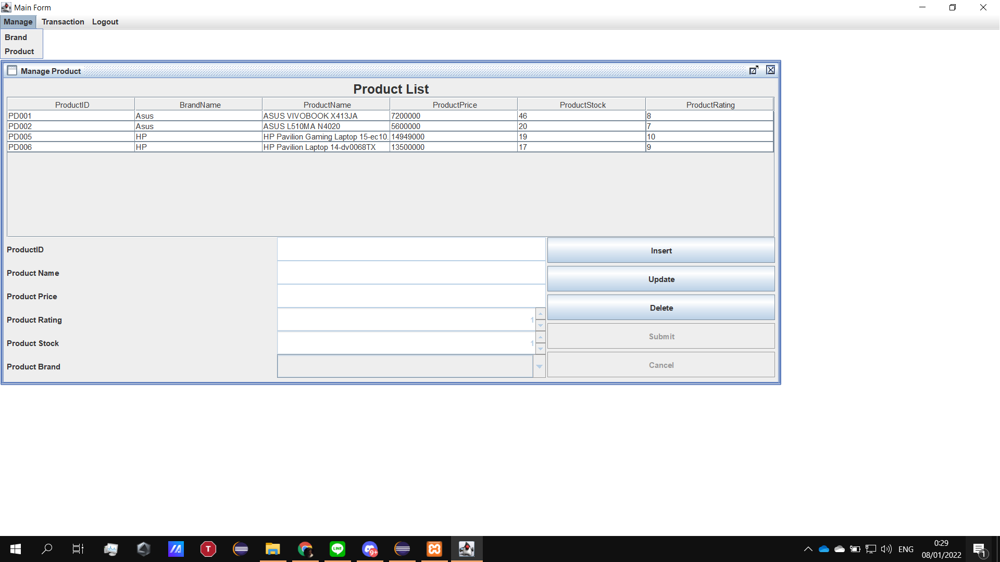 Main Form
Manage Transaction Logout
Brand
Product
Manage Product
Product List
ProductID BrandName ProductName ProductPrice ProductStock ProductRating
PD001 Asus ASUS VIVOBOOK X413JA 7200000 46 8
PD002 Asus ASUS L510MA N4020 5600000 20 7
PD005 HP HP Pavilion Gaming Laptop 15-ec10. 14949000 19 10
PD006 HP HP Pavilion Laptop 14-dv0068TX 13500000 17 9
ProductID
Insert
Product Name
Update
Product Price
Delete
Product Rating 1
Submit
Product Stock 1
Product Brand
Cancel
T
LINE
9+
ENG
0:29
08/01/2022
1